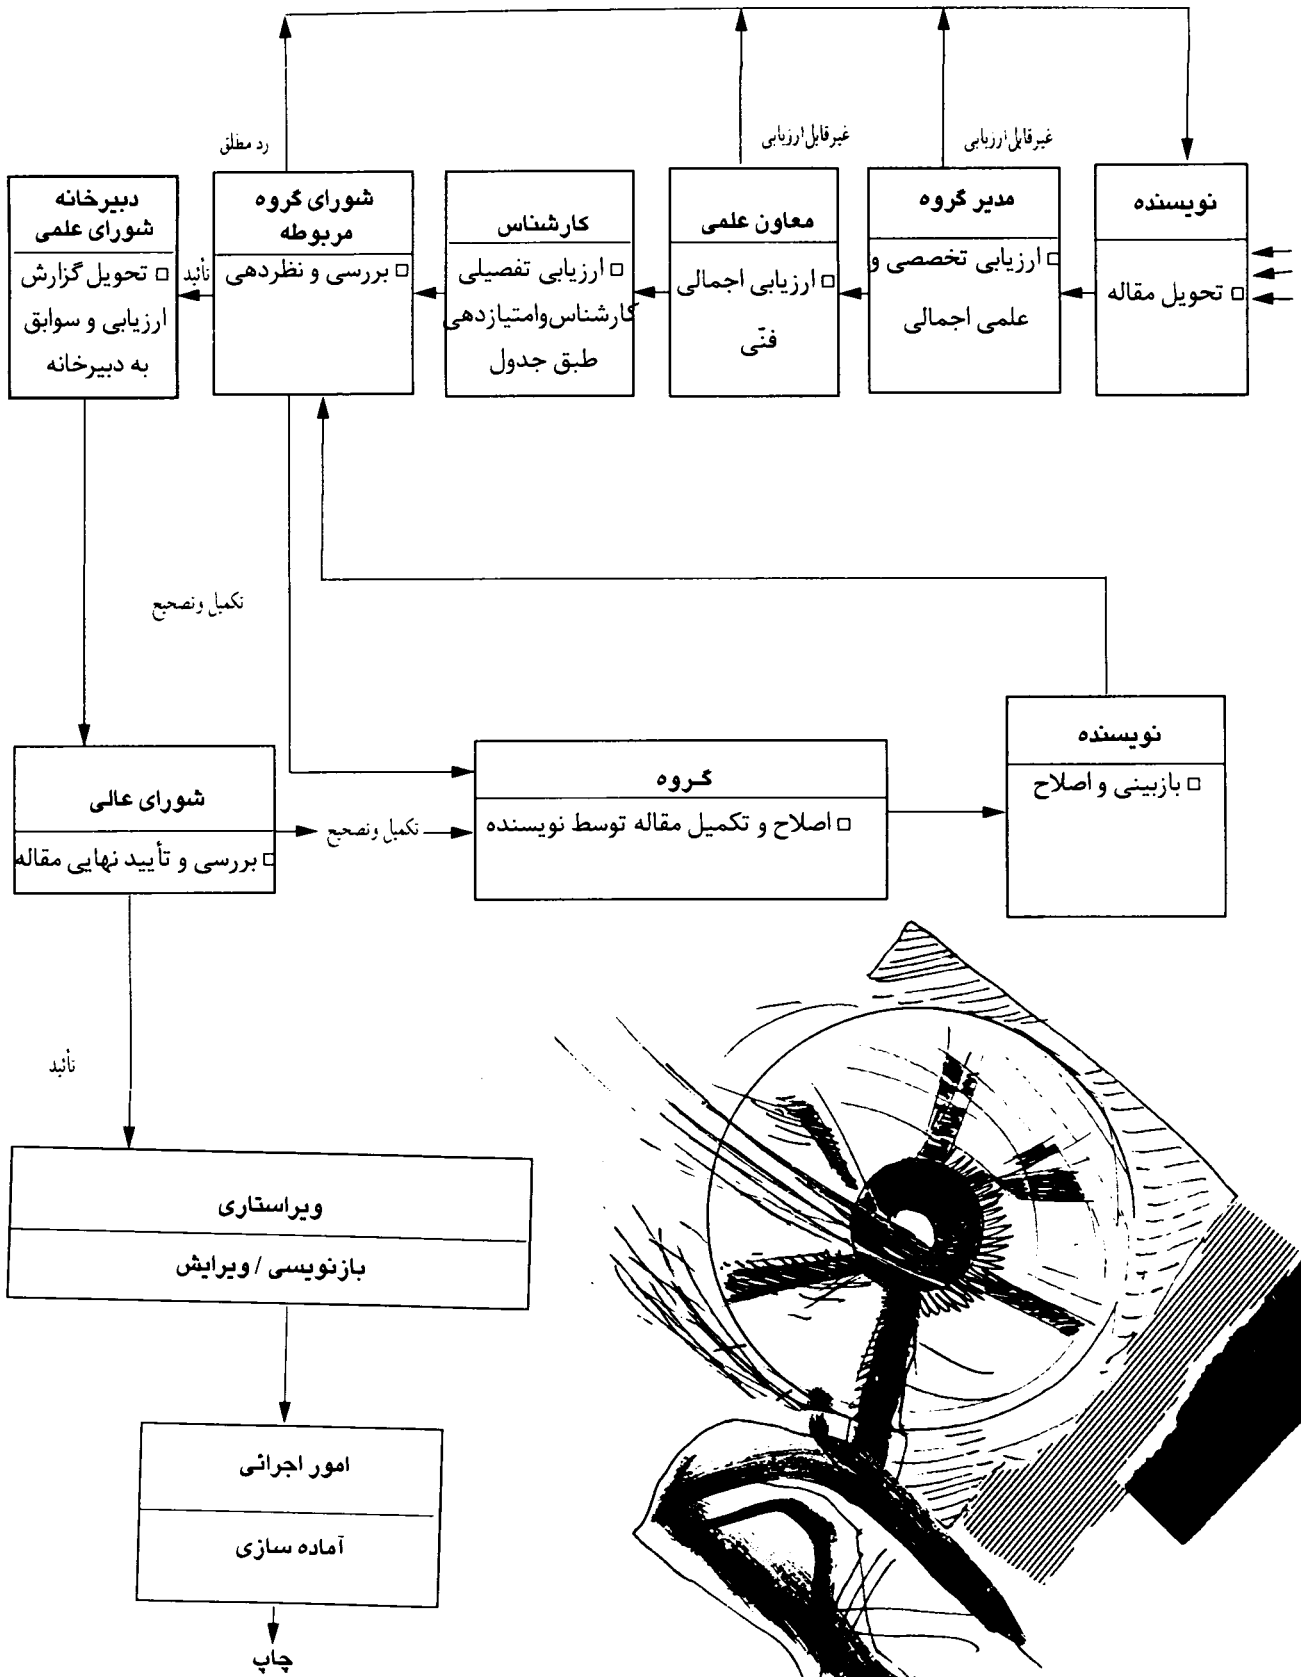 رد مطلق
غیرقابل ارزیابی
غیرقابل ارزیابی
نویسنده
□ تحویل مقاله
مدیر گروه
□ ارزیابی تخصصی و
علمی اجمالی
معاون علمی
□ ارزیابی اجمالی
فنّی
کارشناس
□ ارزیابی تفصیلی
کارشناس‌وامتیازدهی
طبق جدول
شورای گروه
مربوطه
□ بررسی و نظردهی
تأئید
دبیرخانه
شورای علمی
□ تحویل گزارش
ارزیابی و سوابق
به دبیرخانه
تکمیل وتصحیح
نویسنده
□ بازبینی و اصلاح
گروه
□ اصلاح و تکمیل مقاله توسط نویسنده
تکمیل وتصحیح
شورای عالی
□ بررسی و تأیید نهایی مقاله
تأئید
ویراستاری
بازنویسی / ویرایش
امور اجرائی
آماده سازی
چاپ